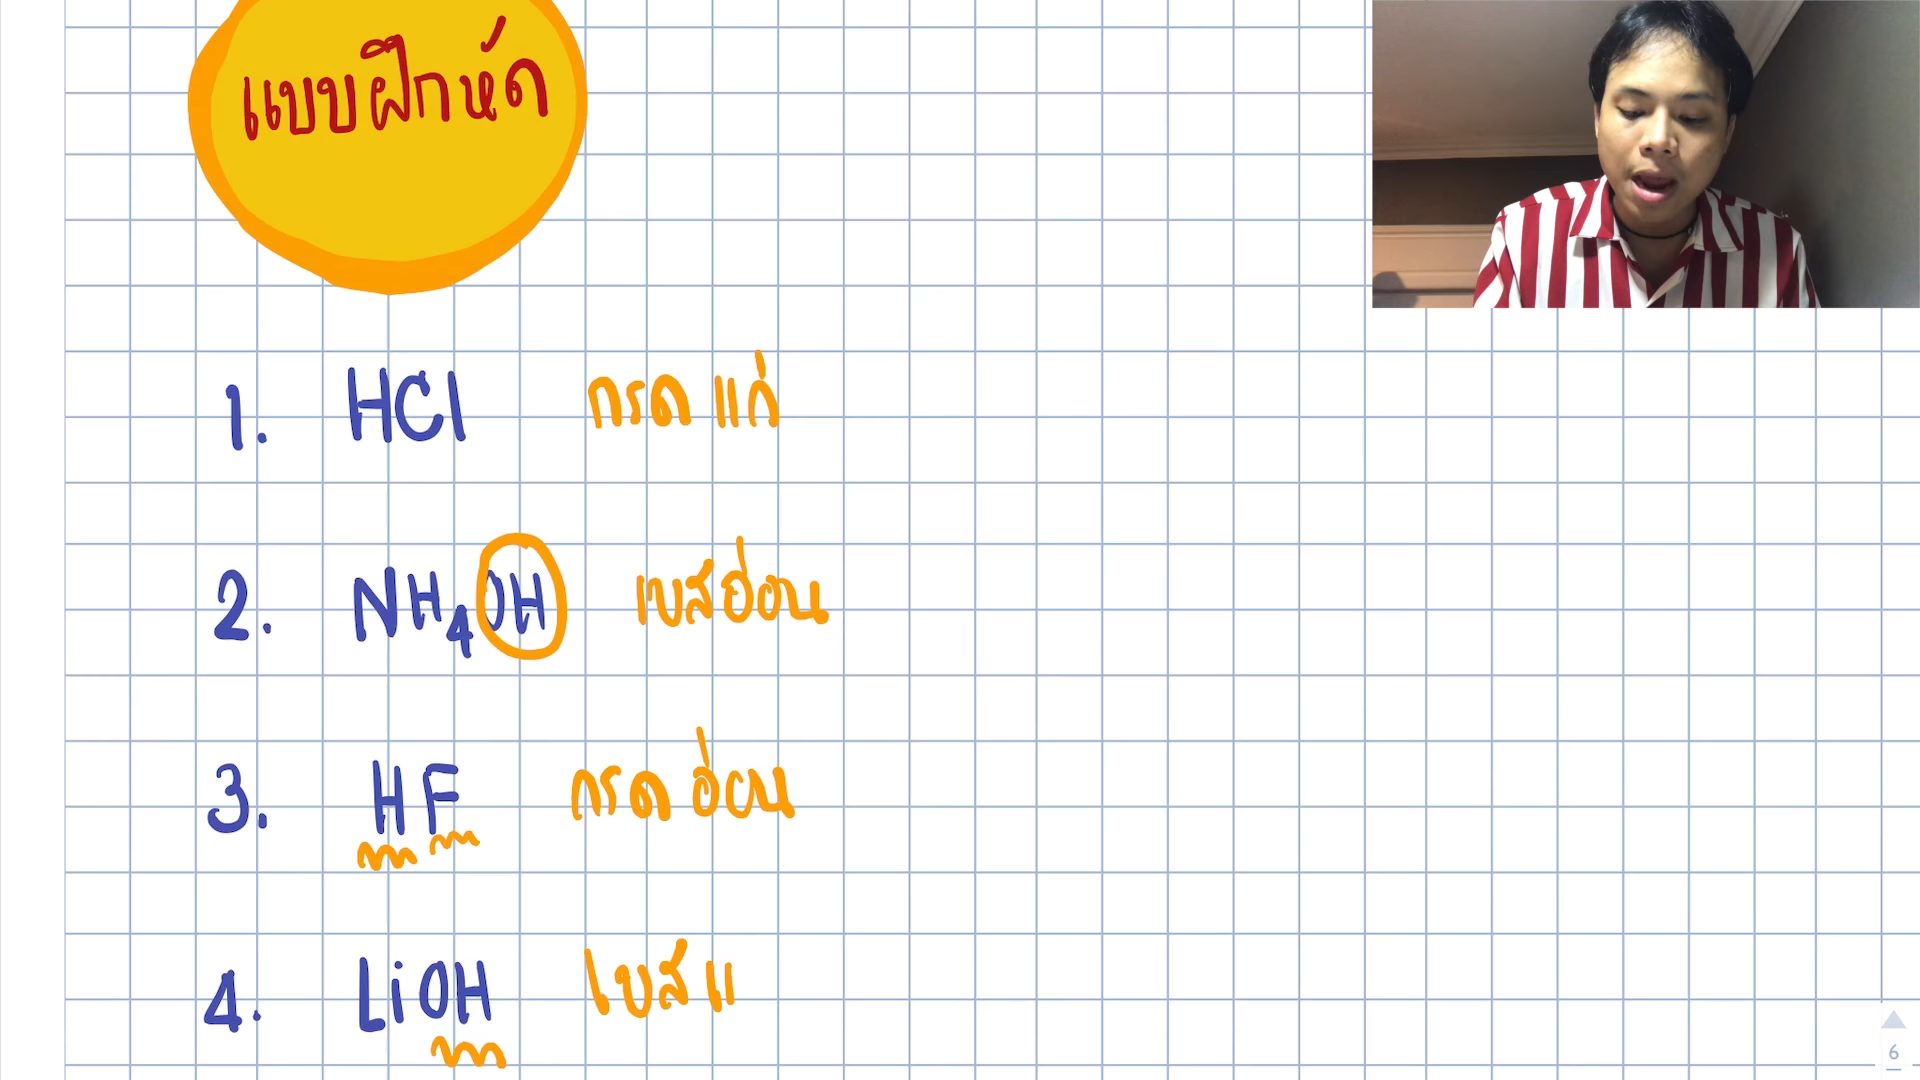 แบบฝึกหัด
1. HCl กรด แก่
2. NH4OH เบสอ่อน
3. HF กรด อ่อน
4. LiOH เบส แ
6